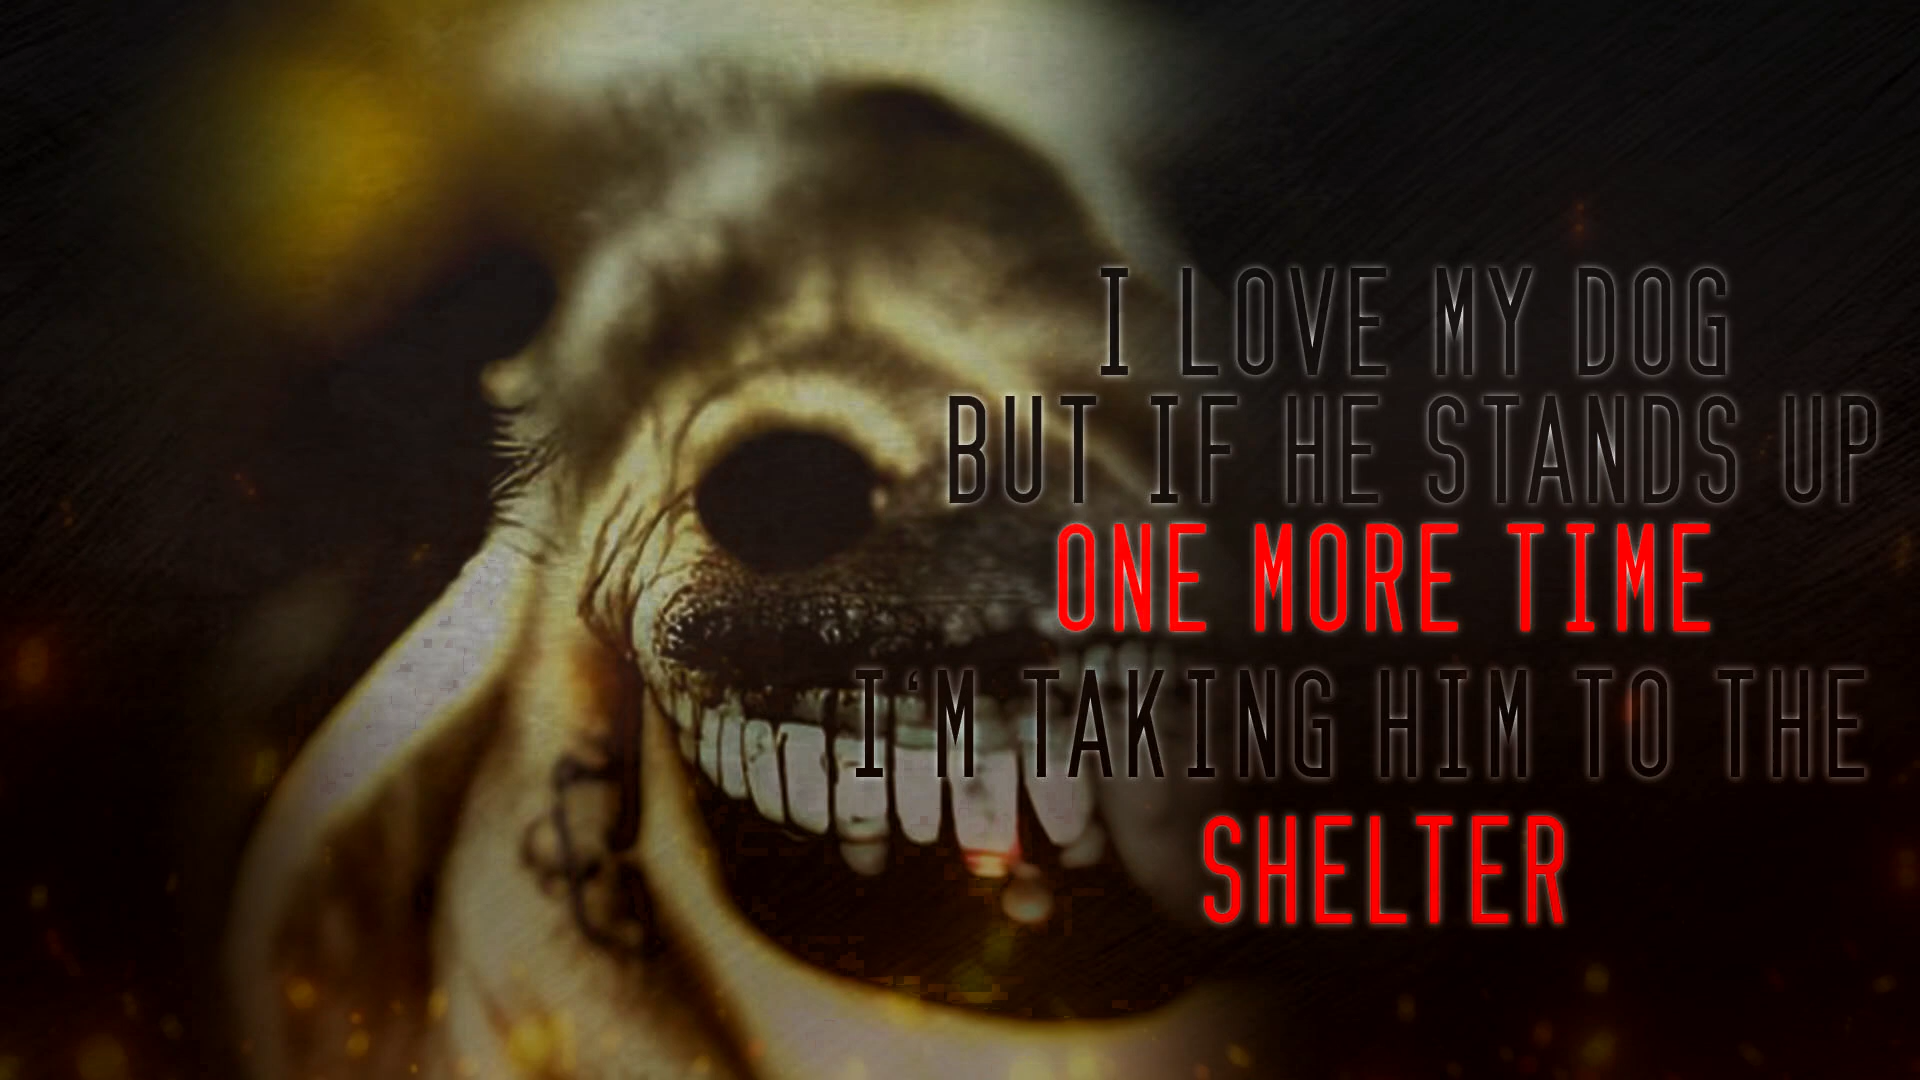 I LOVE MY DOG
BUT IF HE STANDS UP
ONE MORE TIME
I'M TAKING HIM TO THE
SHELTER